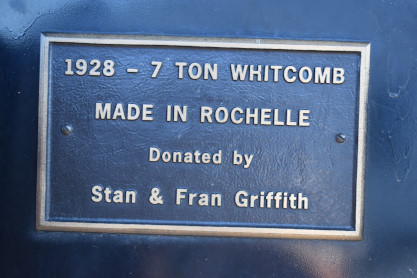 1928 – 7 TON WHITCOMB
MADE IN ROCHELLE
Donated by
Stan & Fran Griffith